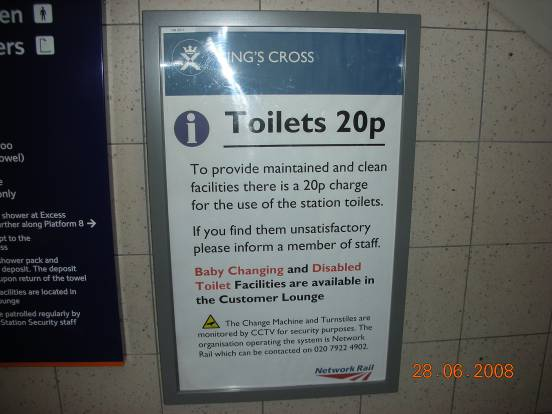 en
ers
oo
owel)
e
only
shower at Excess
urther along Platform 8 →
pt to the
ss
shower pack and
deposit. The deposit
upon return of the towel
acilities are located in
ounge
e patrolled regularly by
Station Security staff
KING'S CROSS
i Toilets 20p
To provide maintained and clean
facilities there is a 20p charge
for the use of the station toilets.
If you find them unsatisfactory
please inform a member of staff.
Baby Changing and Disabled
Toilet Facilities are available in
the Customer Lounge
The Change Machine and Turnstiles are
monitored by CCTV for security purposes. The
organisation operating the system is Network
Rail which can be contacted on 020 7922 4902.
Network Rail
28.06.2008